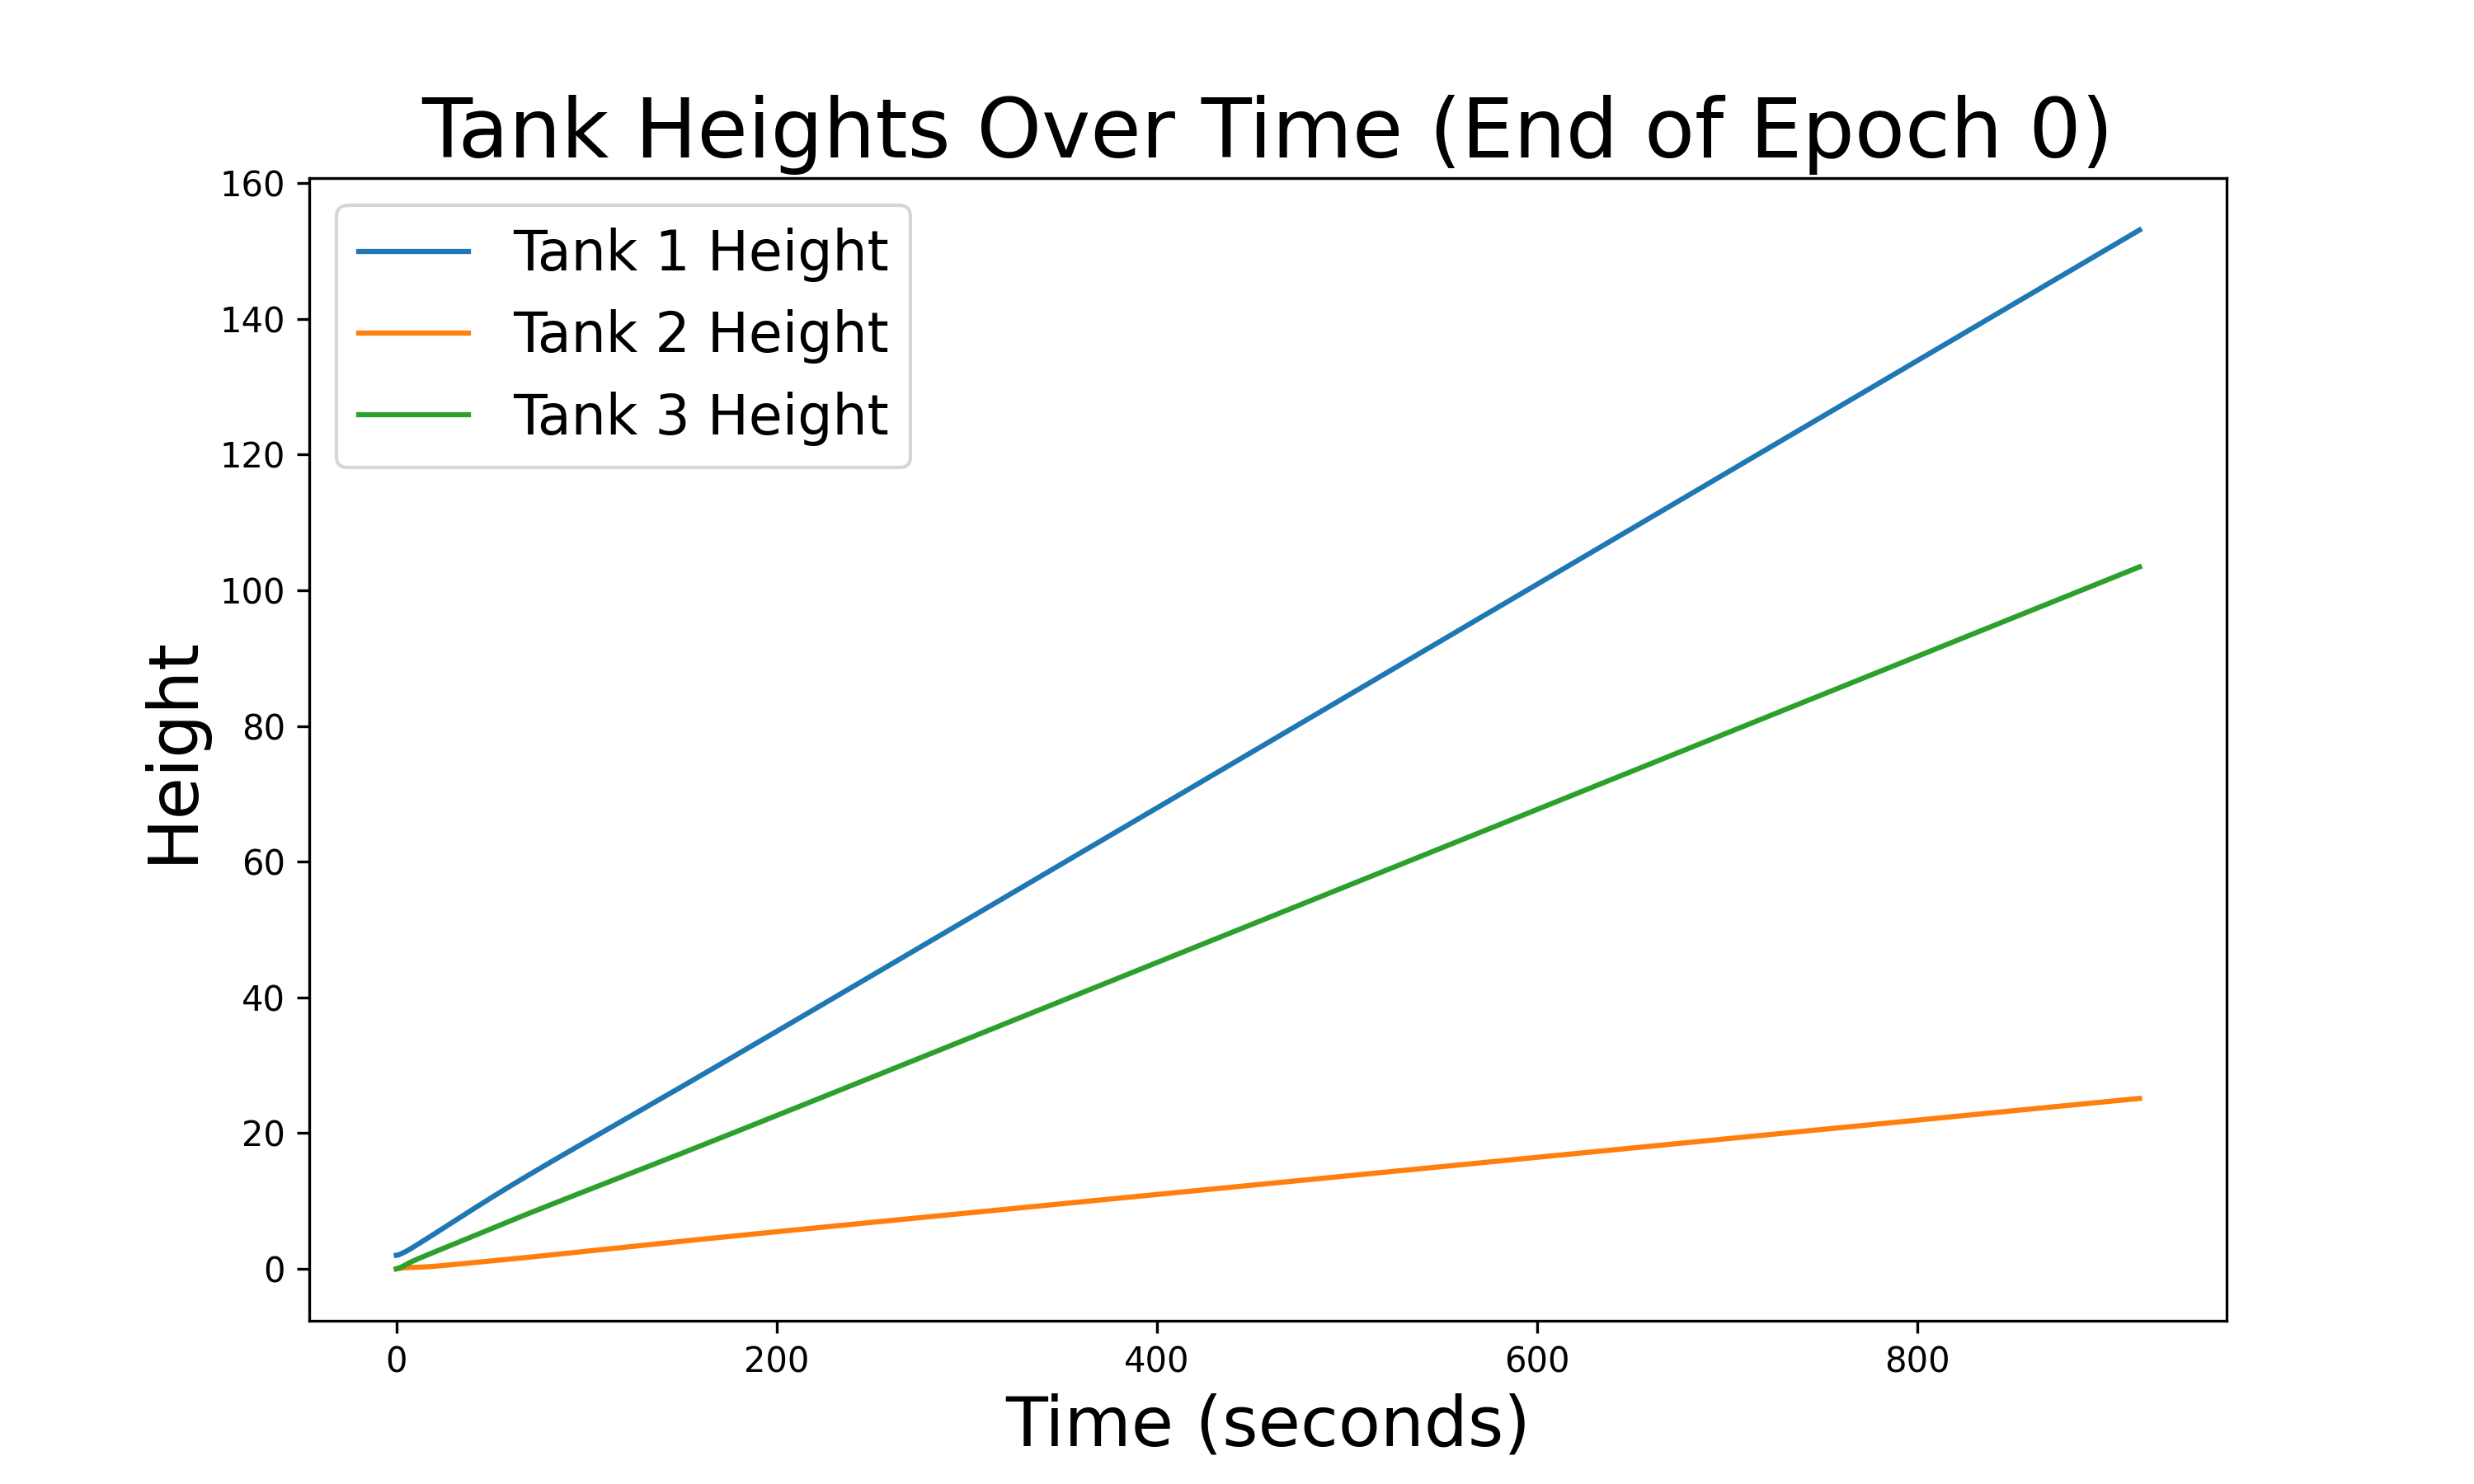 Tank Heights Over Time (End of Epoch 0)
160
140
120
100
80
60
40
20
0
Height
Tank 1 Height
Tank 2 Height
Tank 3 Height
0 200 400 600 800
Time (seconds)